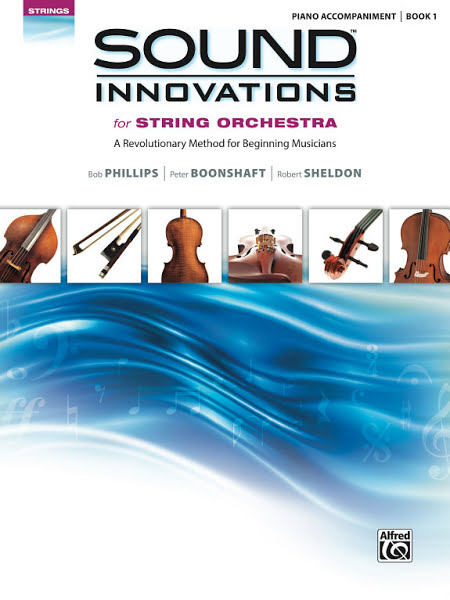 STRINGS
PIANO ACCOMPANIMENT | BOOK 1
SOUND™
INNOVATIONS
for STRING ORCHESTRA
A Revolutionary Method for Beginning Musicians
Bob PHILLIPS | Peter BOONSHAFT | Robert SHELDON
Alfred